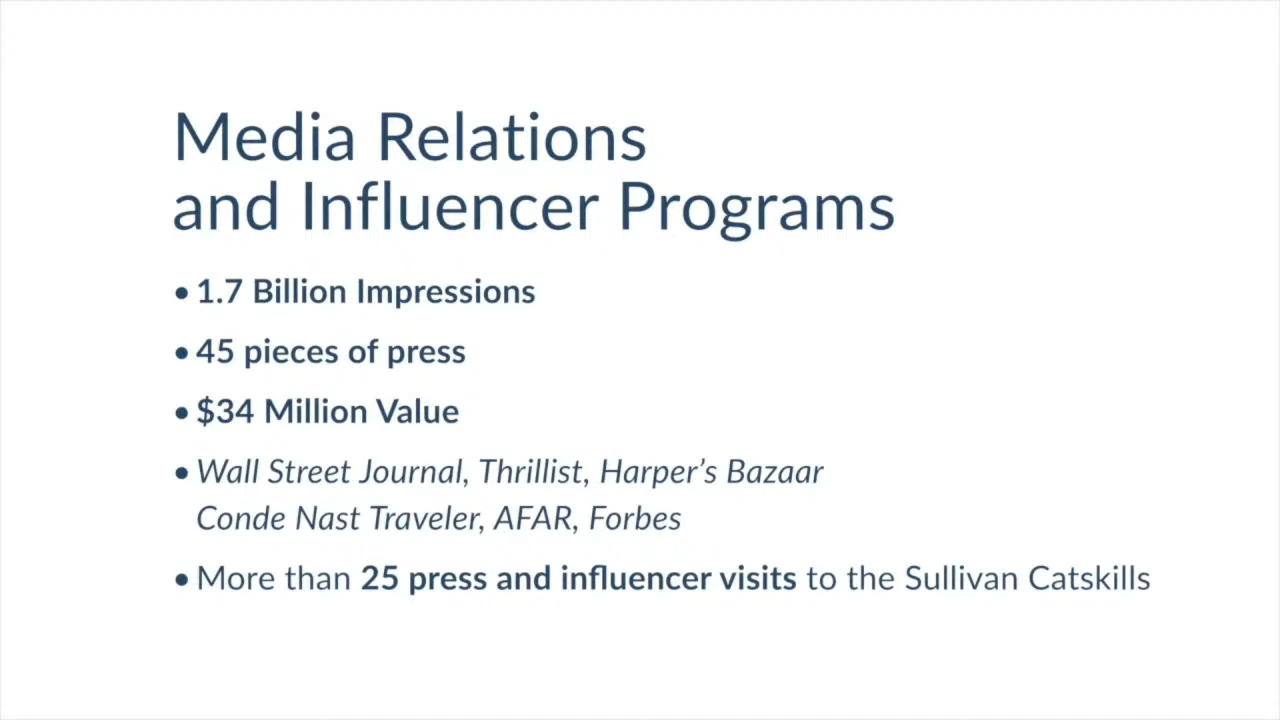 Media Relations
and Influencer Programs
• 1.7 Billion Impressions
• 45 pieces of press
• $34 Million Value
• Wall Street Journal, Thrillist, Harper’s Bazaar
Conde Nast Traveler, AFAR, Forbes
• More than 25 press and influencer visits to the Sullivan Catskills